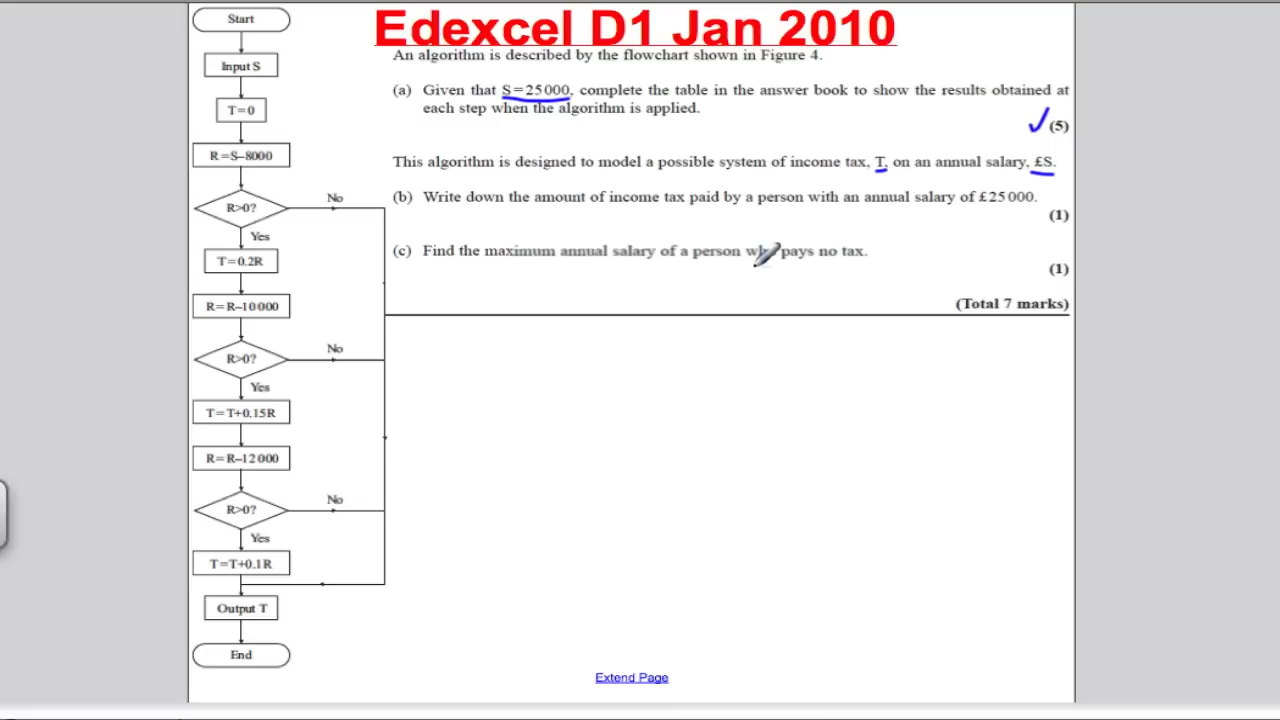 Edexcel D1 Jan 2010
Start
Input S
T=0
R=S–8000
R>0?
No
Yes
T=0.2R
R=R–10000
R>0?
No
Yes
T=T+0.15R
R=R–12000
R>0?
No
Yes
T=T+0.1R
Output T
End
An algorithm is described by the flowchart shown in Figure 4.
(a) Given that S=25 000, complete the table in the answer book to show the results obtained at
each step when the algorithm is applied.
(5)
This algorithm is designed to model a possible system of income tax, T, on an annual salary, £S.
(b) Write down the amount of income tax paid by a person with an annual salary of £25 000.
(1)
(c) Find the maximum annual salary of a person pays no tax.
(1)
(Total 7 marks)
Extend Page